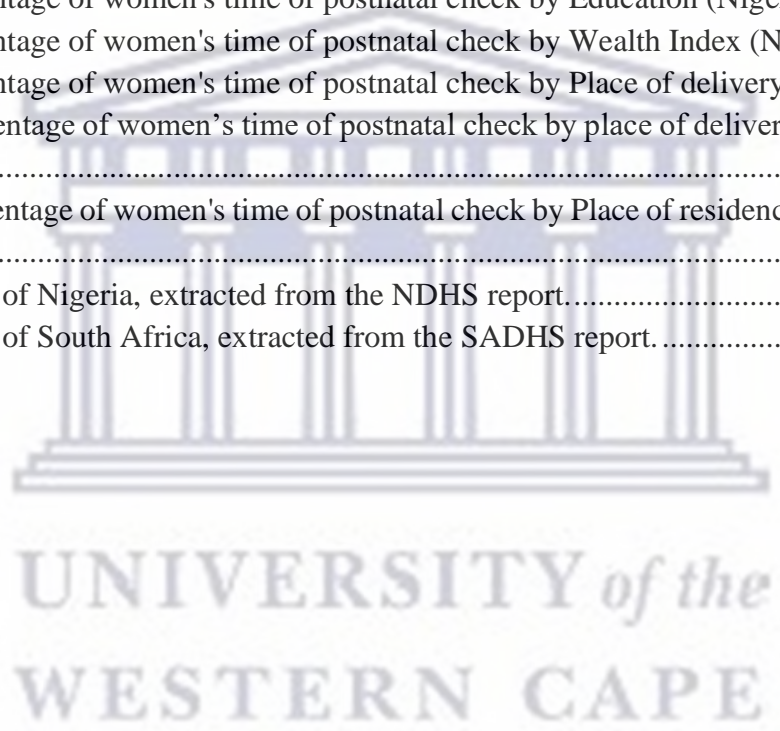 ntage of women's time of postnatal check by Education (Nige
ntage of women's time of postnatal check by Wealth Index (N
ntage of women's time of postnatal check by Place of delivery
entage of women’s time of postnatal check by place of deliver
................................................................................
entage of women's time of postnatal check by Place of residenc
................................................................................
of Nigeria, extracted from the NDHS report.......................
of South Africa, extracted from the SADHS report. ............
UNIVERSITY of the
WESTERN CAPE